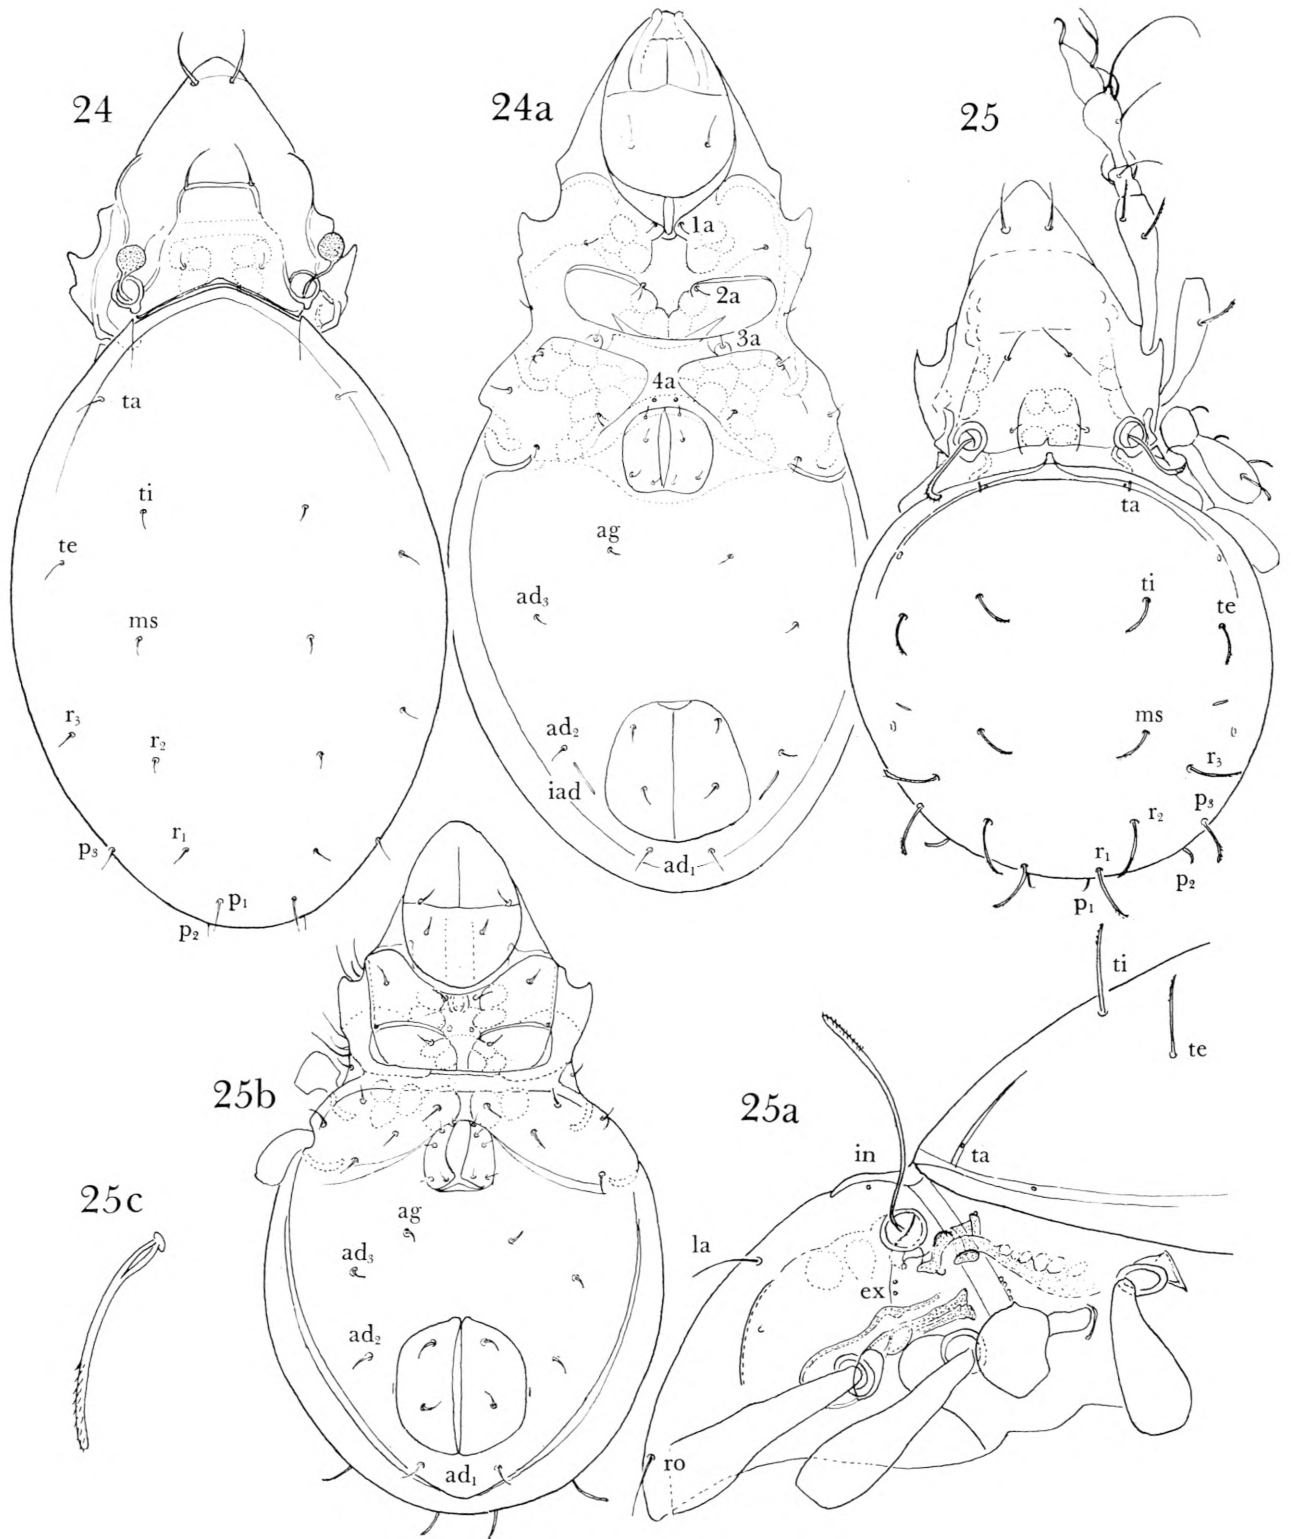 24
24a
25
1a
2a
3a
4a
ta
ti
te
ms
r₃
r₂
r₁
p₃
p₁
p₂
ag
ad₃
ad₂
iad
ad₁
ta
ti
te
ms
r₃
p₃
r₂
r₁
p₂
p₁
25b
ag
ad₃
ad₂
ad₁
25c
25a
ti
te
in
ta
la
ex
ro